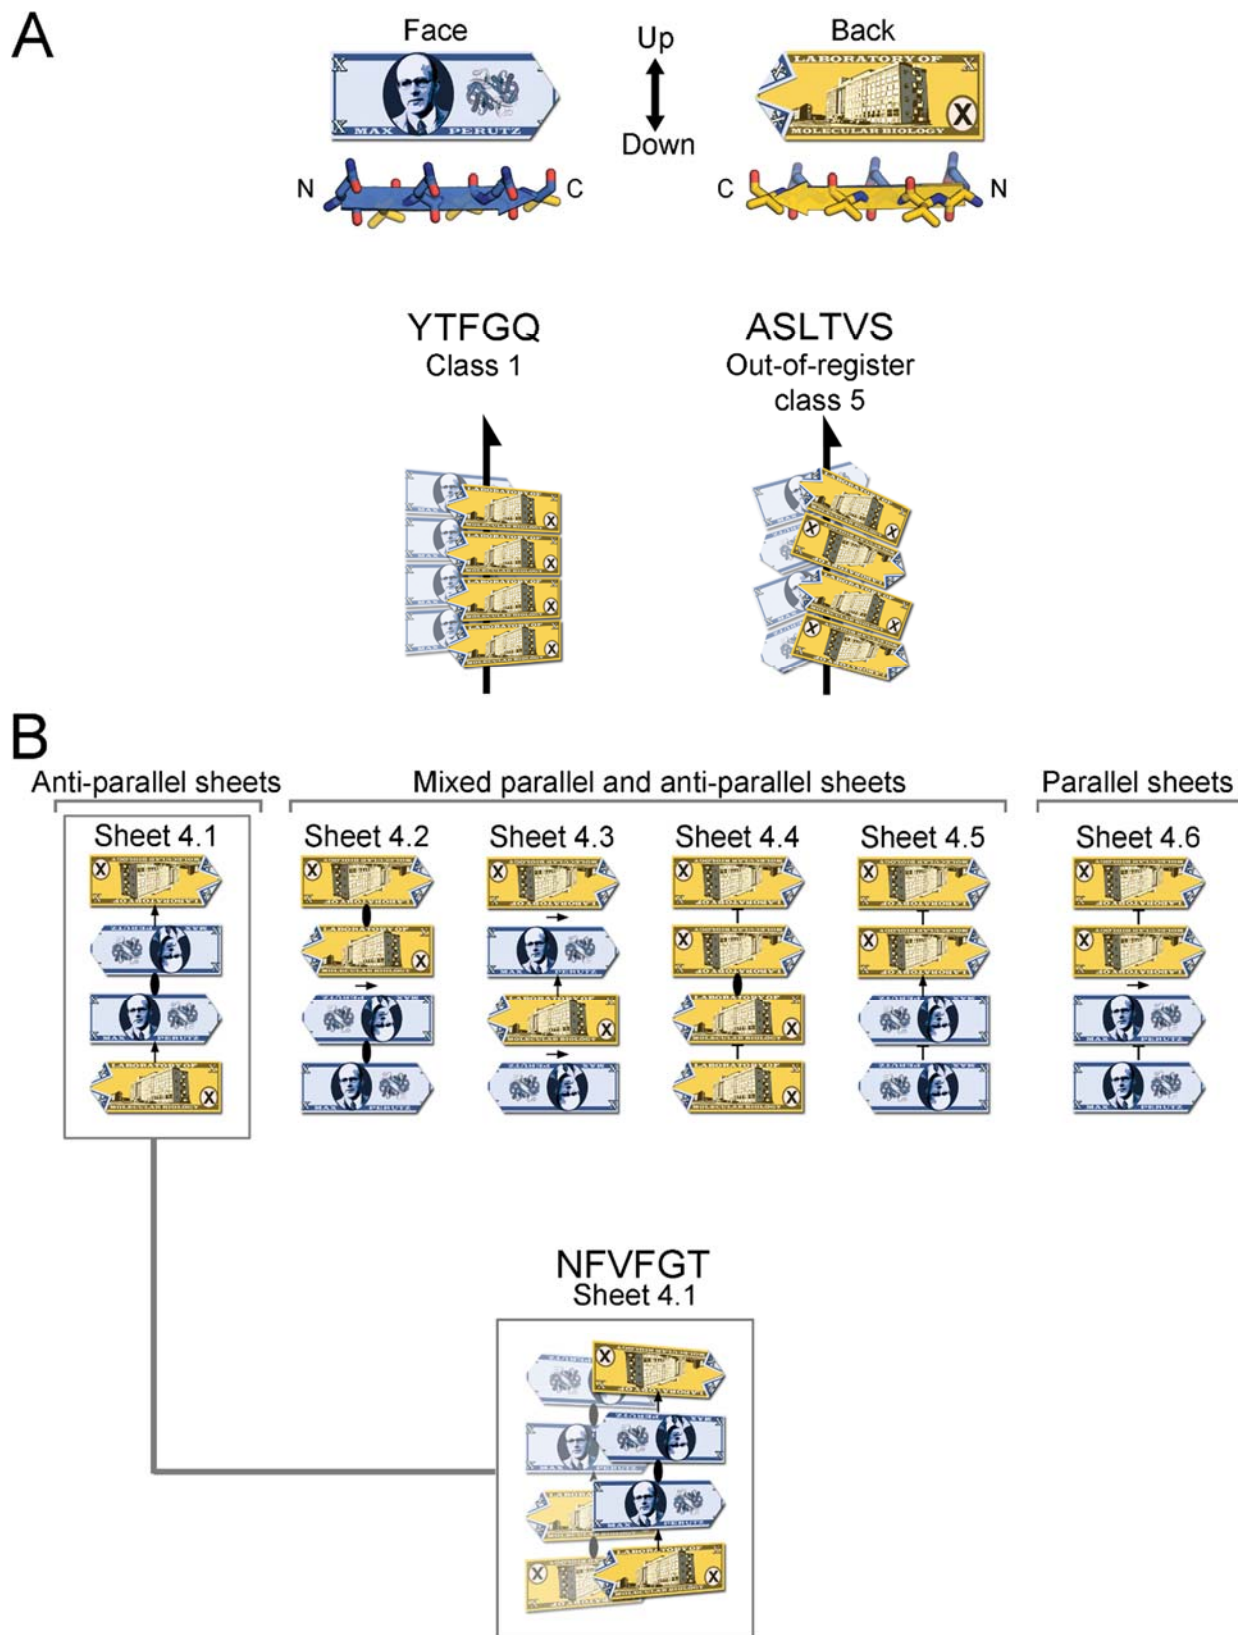 A
Face
Up
Back
X X
MAX PERUTZ
X
LABORATORY OF
X
MOLECULAR BIOLOGY
X
Down
N C
C N
YTFGQ
Class 1
ASLTVS
Out-of-register
class 5
B
Anti-parallel sheets
Mixed parallel and anti-parallel sheets
Parallel sheets
Sheet 4.1
Sheet 4.2
Sheet 4.3
Sheet 4.4
Sheet 4.5
Sheet 4.6
NFVFGT
Sheet 4.1